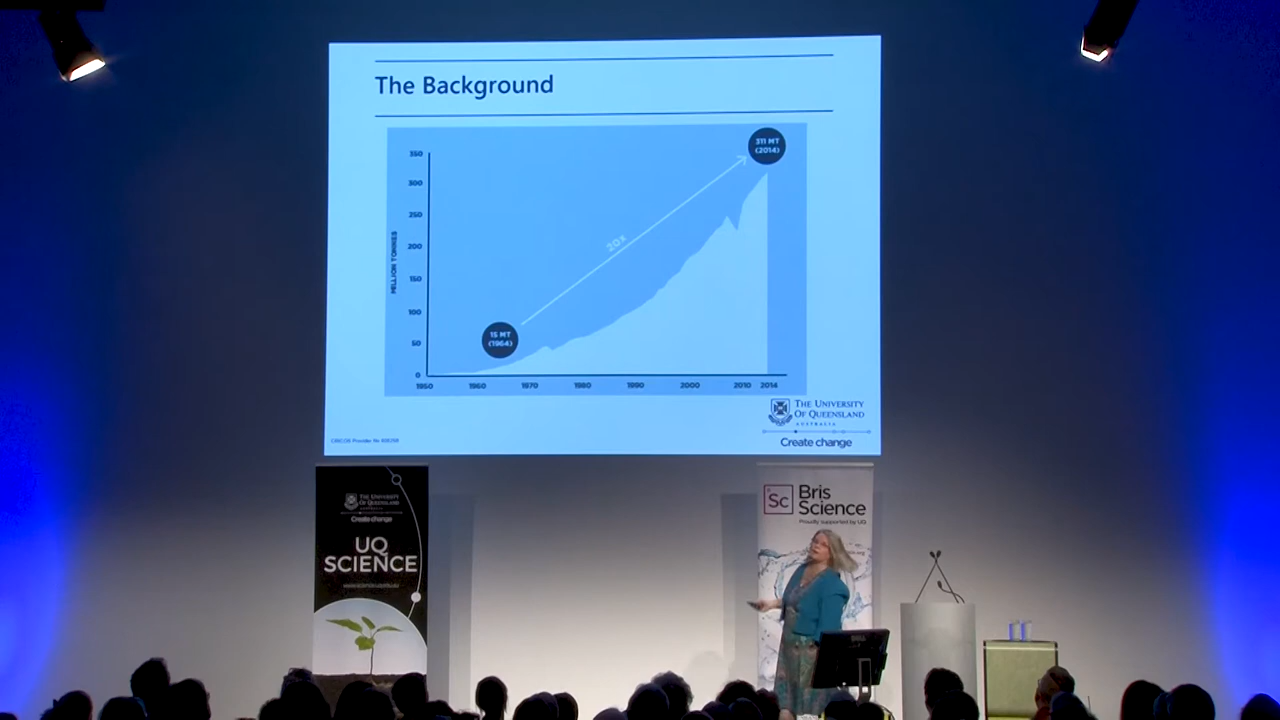 The Background
311 MT
(2014)
350
300
250
200
150
100
50
0
MILLION TONNES
20x
15 MT
(1964)
1950
1960
1970
1980
1990
2000
2010
2014
THE UNIVERSITY
OF QUEENSLAND
AUSTRALIA
Create change
THE UNIVERSITY
OF QUEENSLAND
Create change
UQ
SCIENCE
Sc
Bris
Science
Proudly supported by UQ
DELL